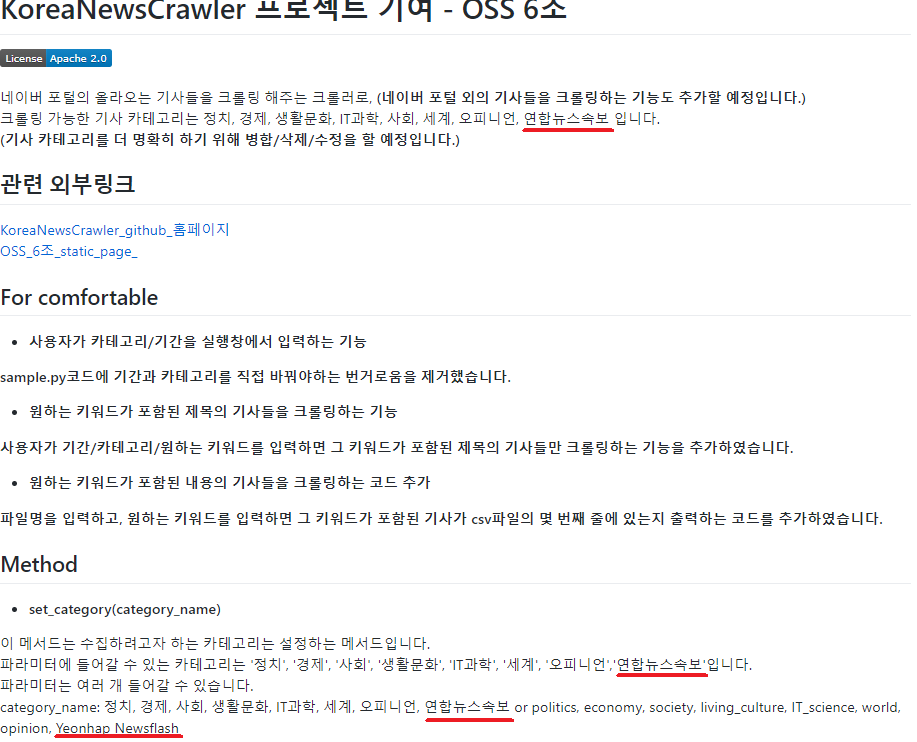 KoreaNewsCrawler 프로젝트 기여 - OSS 6조
License Apache 2.0
네이버 포털의 올라오는 기사들을 크롤링 해주는 크롤러로, (네이버 포털 외의 기사들을 크롤링하는 기능도 추가할 예정입니다.)
크롤링 가능한 기사 카테고리는 정치, 경제, 생활문화, IT과학, 사회, 세계, 오피니언, 연합뉴스속보 입니다.
(기사 카테고리를 더 명확히 하기 위해 병합/삭제/수정을 할 예정입니다.)
관련 외부링크
KoreaNewsCrawler_github_홈페이지
OSS_6조_static_page_
For comfortable
• 사용자가 카테고리/기간을 실행창에서 입력하는 기능
sample.py코드에 기간과 카테고리를 직접 바꿔야하는 번거로움을 제거했습니다.
• 원하는 키워드가 포함된 제목의 기사들을 크롤링하는 기능
사용자가 기간/카테고리/원하는 키워드를 입력하면 그 키워드가 포함된 제목의 기사들만 크롤링하는 기능을 추가하였습니다.
• 원하는 키워드가 포함된 내용의 기사들을 크롤링하는 코드 추가
파일명을 입력하고, 원하는 키워드를 입력하면 그 키워드가 포함된 기사가 csv파일의 몇 번째 줄에 있는지 출력하는 코드를 추가하였습니다.
Method
• set_category(category_name)
이 메서드는 수집하려고자 하는 카테고리는 설정하는 메서드입니다.
파라미터에 들어갈 수 있는 카테고리는 '정치', '경제', '사회', '생활문화', 'IT과학', '세계', '오피니언','연합뉴스속보'입니다.
파라미터는 여러 개 들어갈 수 있습니다.
category_name: 정치, 경제, 사회, 생활문화, IT과학, 세계, 오피니언, 연합뉴스속보 or politics, economy, society, living_culture, IT_science, world,
opinion, Yeonhap Newsflash